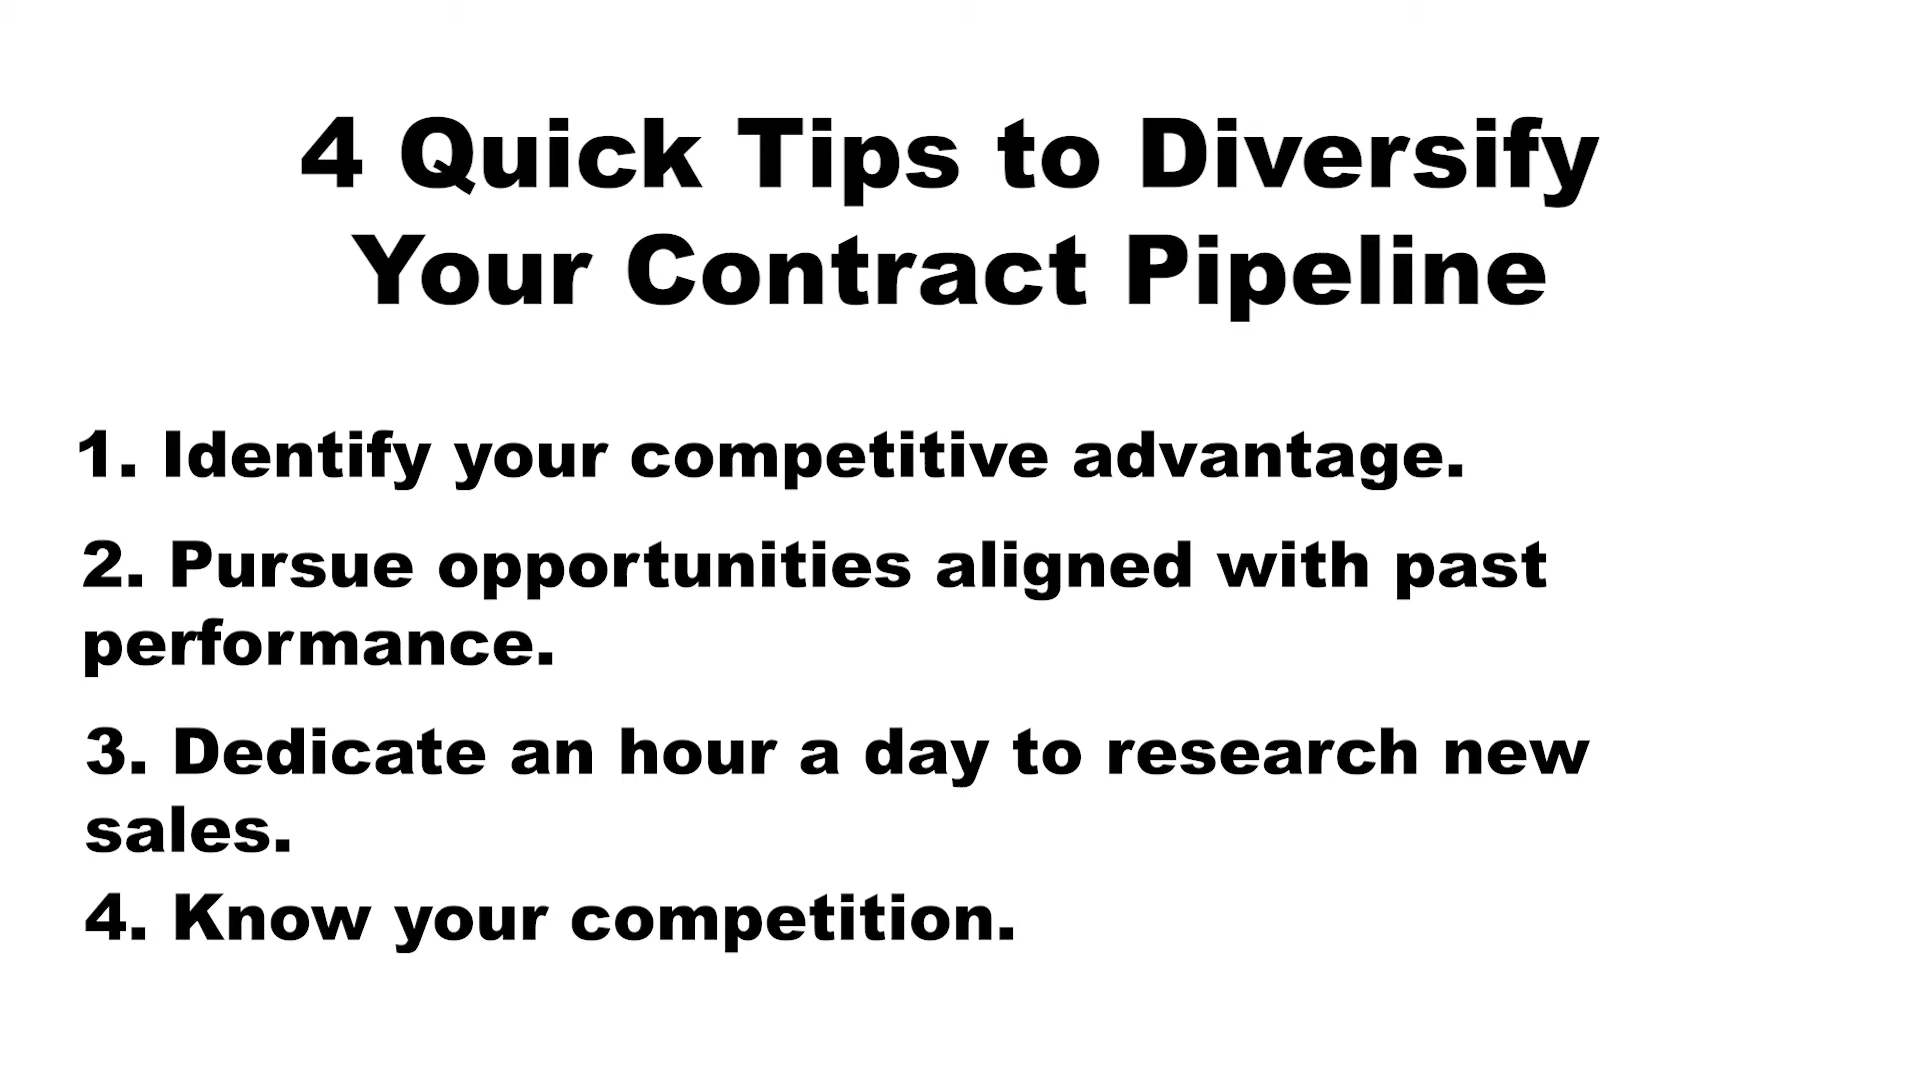 4 Quick Tips to Diversify
Your Contract Pipeline
1. Identify your competitive advantage.
2. Pursue opportunities aligned with past
performance.
3. Dedicate an hour a day to research new
sales.
4. Know your competition.